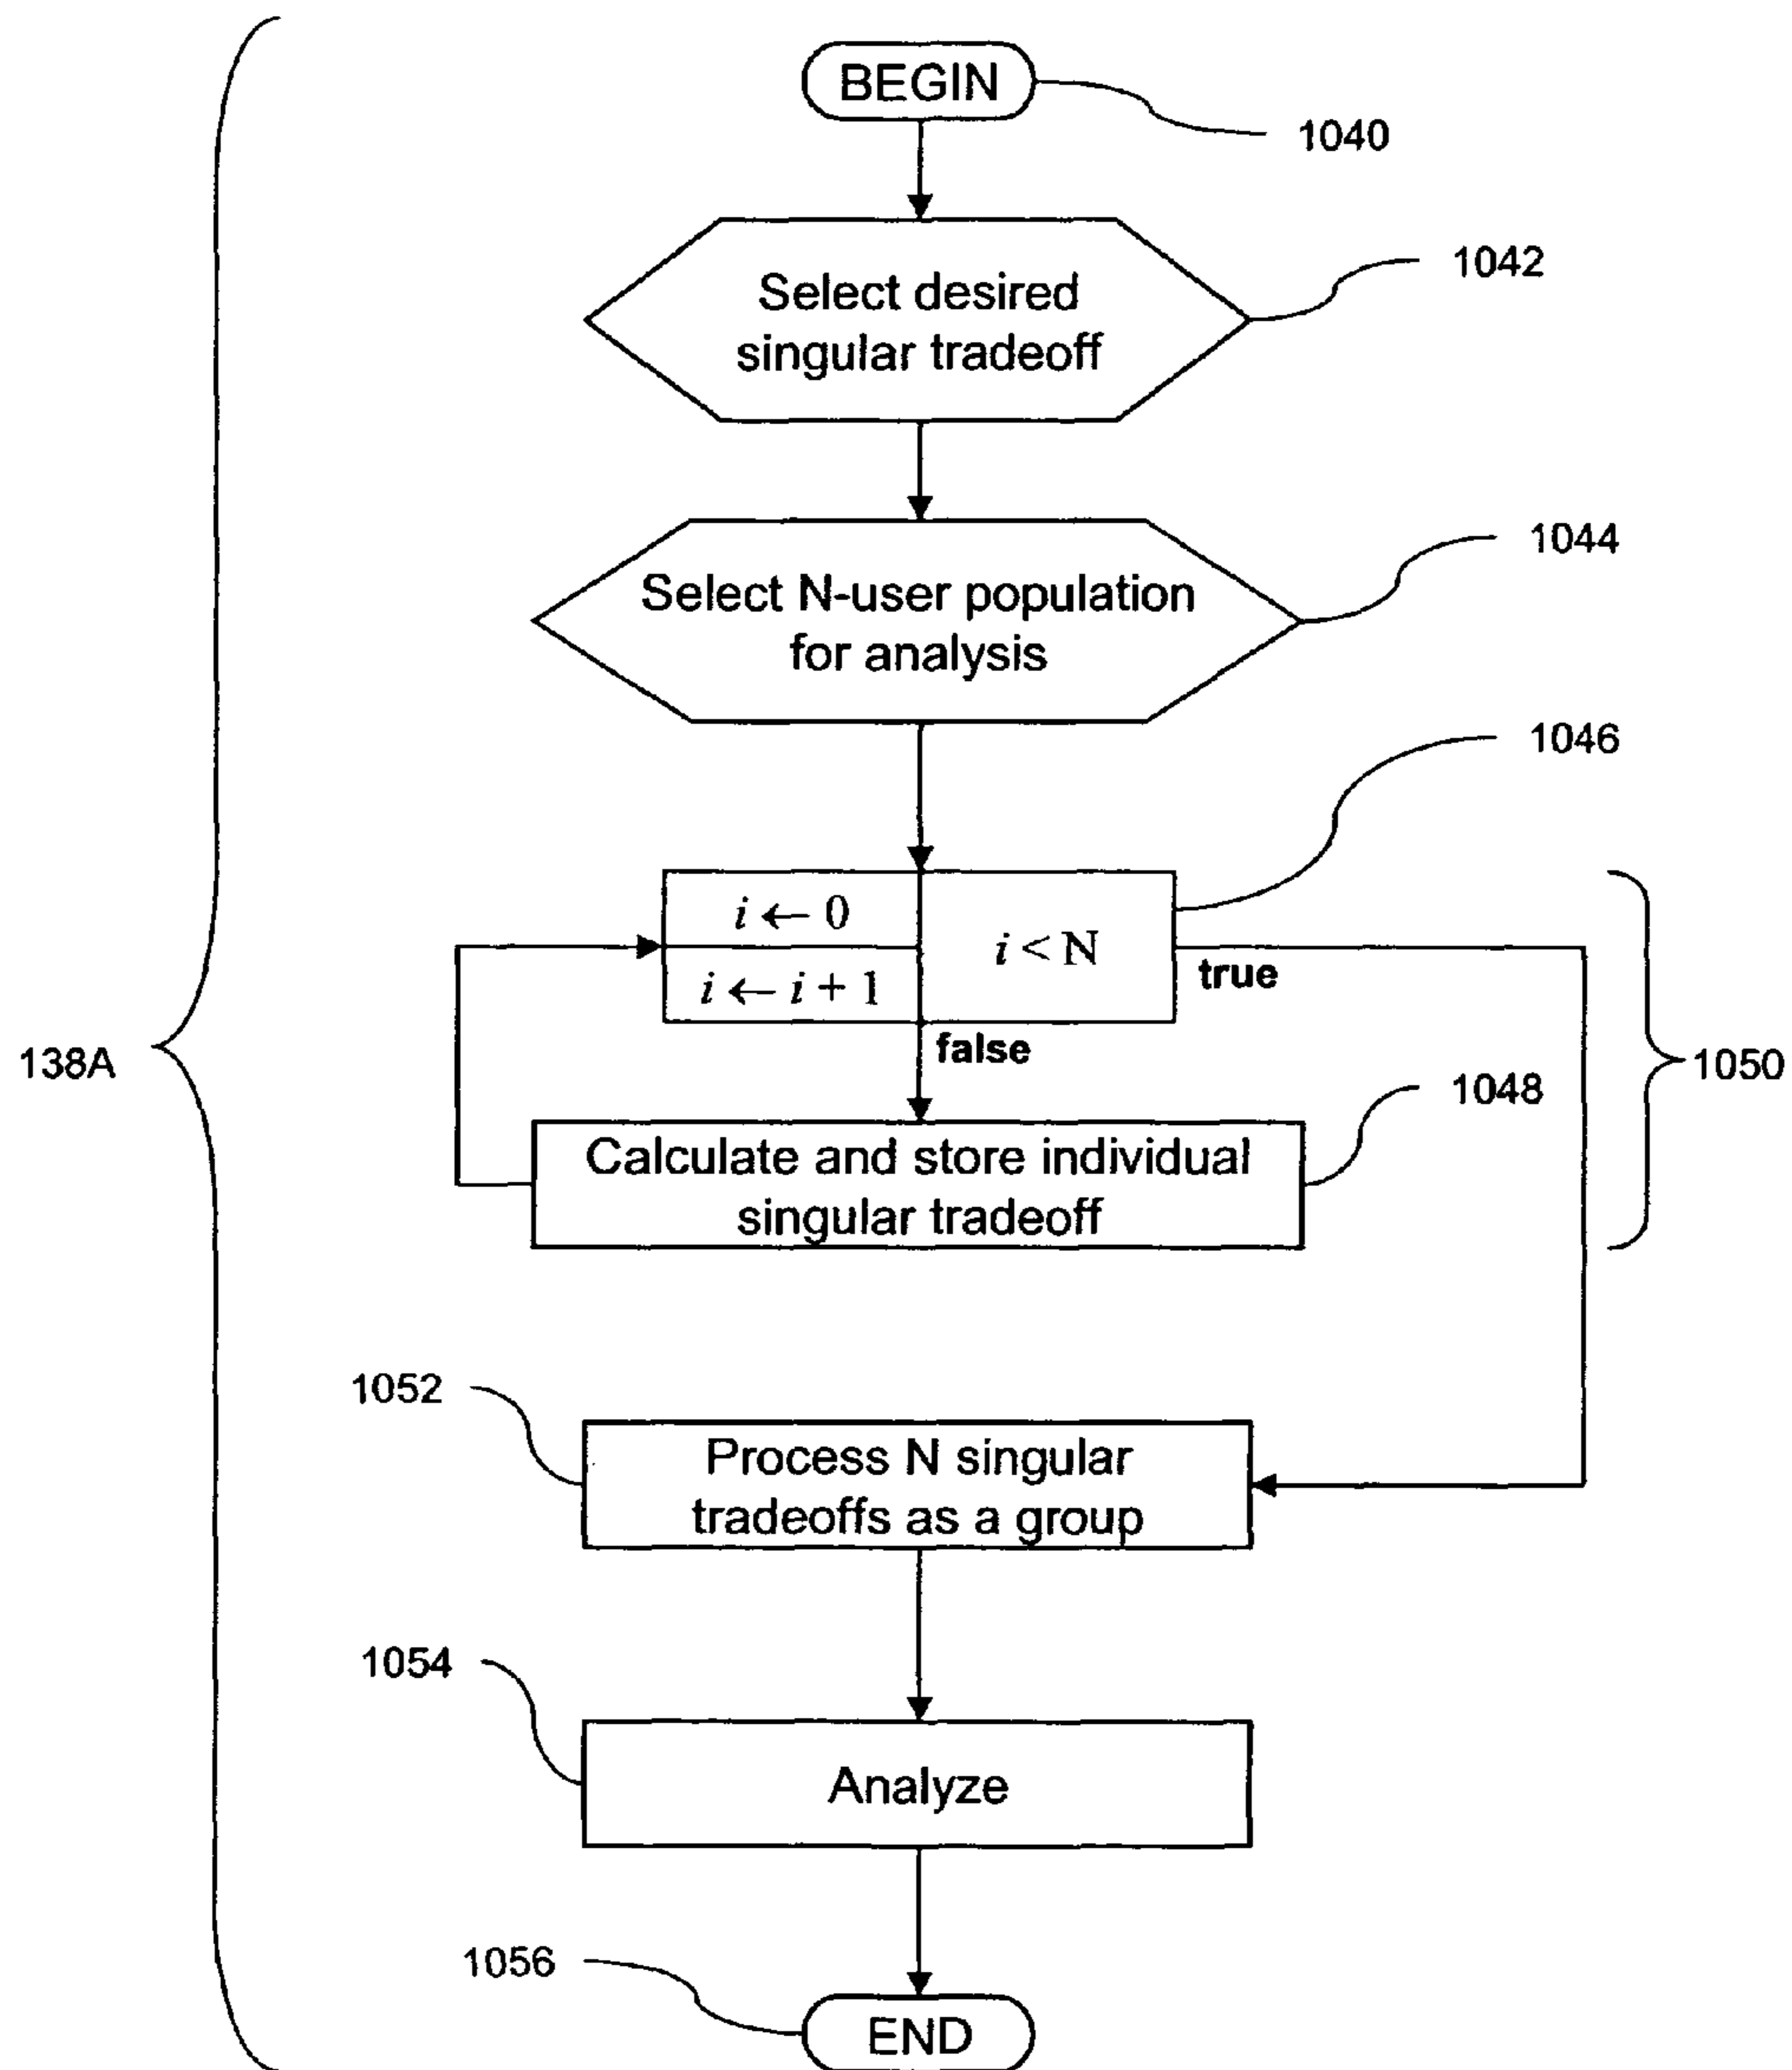 BEGIN
1040
Select desired
singular tradeoff
1042
Select N-user population
for analysis
1044
1046
i ← 0
i ← i + 1
i < N
true
false
138A
1050
1048
Calculate and store individual
singular tradeoff
1052
Process N singular
tradeoffs as a group
1054
Analyze
1056
END